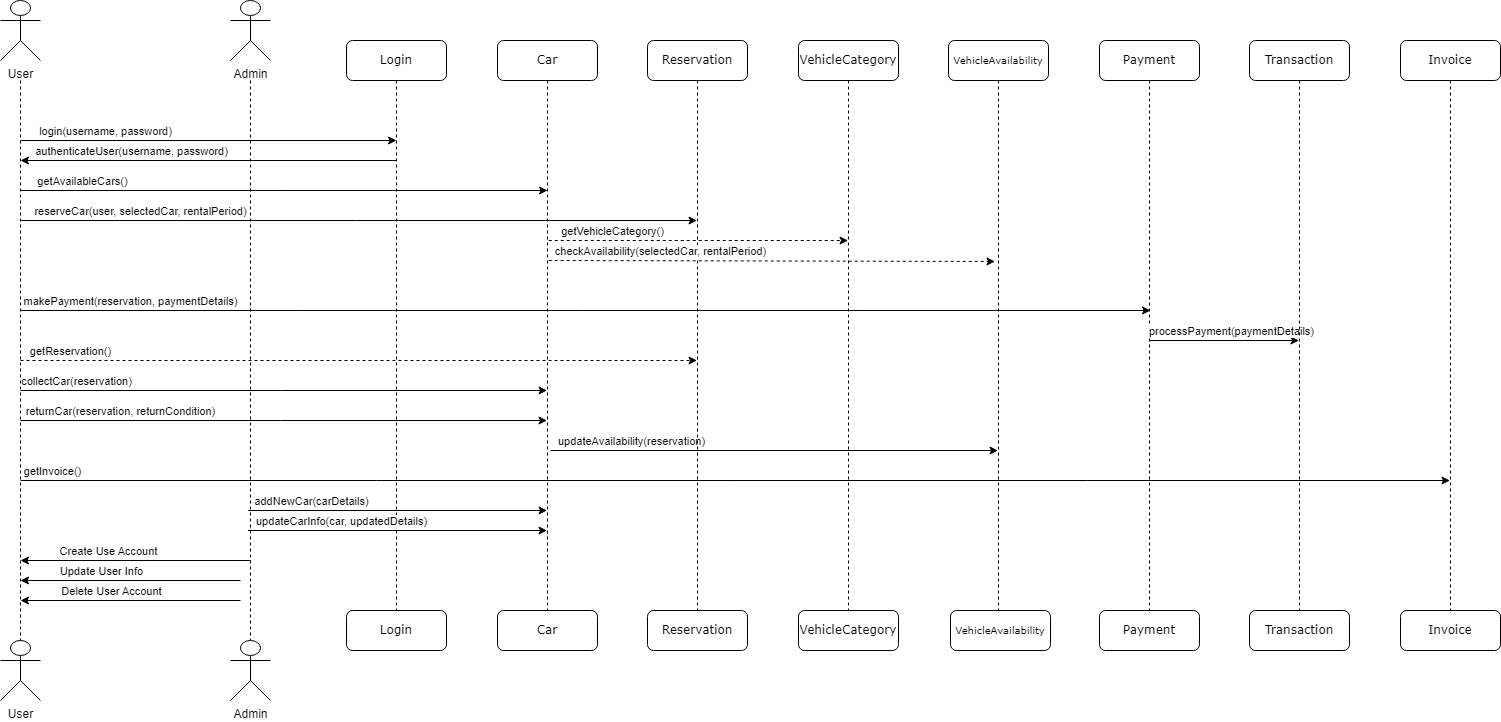 User
Admin
Login
Car
Reservation
VehicleCategory
VehicleAvailability
Payment
Transaction
Invoice
login(username, password)
authenticateUser(username, password)
getAvailableCars()
reserveCar(user, selectedCar, rentalPeriod)
getVehicleCategory()
checkAvailability(selectedCar, rentalPeriod)
makePayment(reservation, paymentDetails)
processPayment(paymentDetails)
getReservation()
collectCar(reservation)
returnCar(reservation, returnCondition)
updateAvailability(reservation)
getInvoice()
addNewCar(carDetails)
updateCarInfo(car, updatedDetails)
Create Use Account
Update User Info
Delete User Account
Login
Car
Reservation
VehicleCategory
VehicleAvailability
Payment
Transaction
Invoice
User
Admin